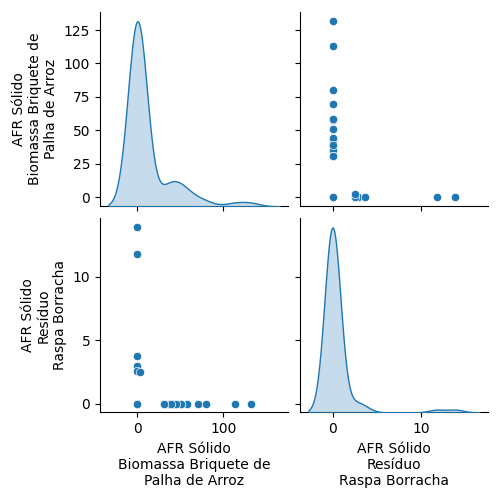 AFR Sólido
Biomassa Briquete de
Palha de Arroz
125
100
75
50
25
0
AFR Sólido
Resíduo
Raspa Borracha
10
5
0
0
100
0
10
AFR Sólido
Biomassa Briquete de
Palha de Arroz
AFR Sólido
Resíduo
Raspa Borracha